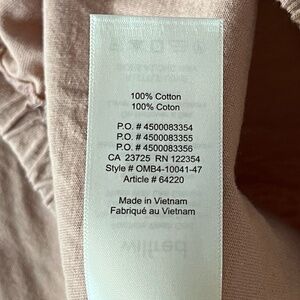 100% Cotton
100% Coton
P.O. # 4500083354
P.O. # 4500083355
P.O. # 4500083356
CA 23725 RN 122354
Style # OMB4-10041-47
Article # 64220
Made in Vietnam
Fabriqué au Vietnam
wilfred